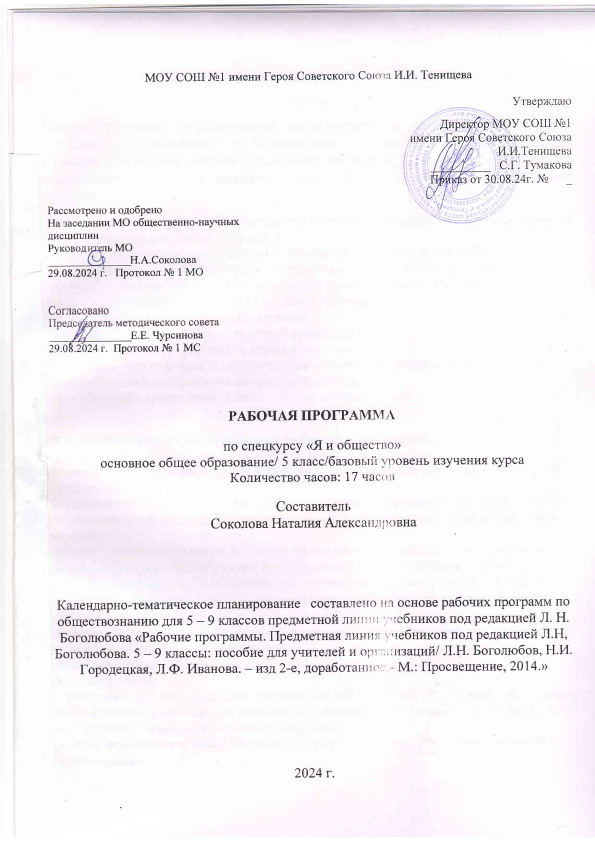 МОУ СОШ №1 имени Героя Советского Союза И.И. Тенищева
Утверждаю
Директор МОУ СОШ №1
имени Героя Советского Союза
И.И.Тенищева
_________ С.Г. Тумакова
Приказ от 30.08.24г. № _
Рассмотрено и одобрено
На заседании МО общественно-научных
дисциплин
Руководитель МО
________________Н.А.Соколова
29.08.2024 г. Протокол № 1 МО
Согласовано
Председатель методического совета
________________Е.Е. Чурсинова
29.08.2024 г. Протокол № 1 МС
РАБОЧАЯ ПРОГРАММА
по спецкурсу «Я и общество»
основное общее образование/ 5 класс/базовый уровень изучения курса
Количество часов: 17 часов
Составитель
Соколова Наталия Александровна
Календарно-тематическое планирование составлено на основе рабочих программ по
обществознанию для 5 – 9 классов предметной линии учебников под редакцией Л. Н.
Боголюбова «Рабочие программы. Предметная линия учебников под редакцией Л.Н,
Боголюбова. 5 – 9 классы: пособие для учителей и организаций/ Л.Н. Боголюбов, Н.И.
Городецкая, Л.Ф. Иванова. – изд 2-е, доработанное.- М.: Просвещение, 2014.»
2024 г.